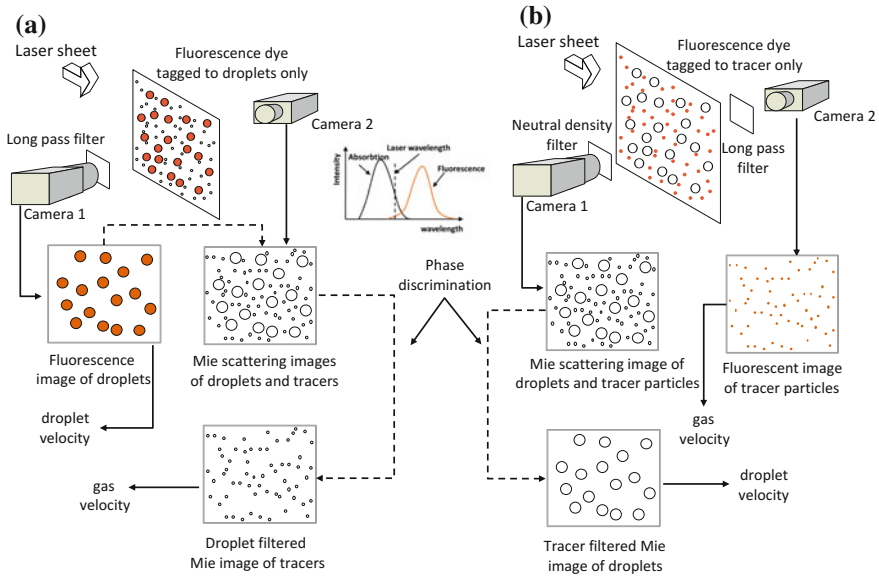 (a)
Laser sheet
Fluorescence dye
tagged to droplets only
Long pass filter
Camera 1
Camera 2
Intensity
Absorbtion
Laser wavelength
Fluorescence
wavelength
Fluorescence
image of droplets
Mie scattering images
of droplets and tracers
droplet
velocity
gas
velocity
Droplet filtered
Mie image of tracers
Phase
discrimination
(b)
Laser sheet
Fluorescence dye
tagged to tracer only
Neutral density
filter
Camera 1
Long pass
filter
Camera 2
Mie scattering image of
droplets and tracer particles
Fluorescent image
of tracer particles
gas
velocity
droplet
velocity
Tracer filtered Mie
image of droplets